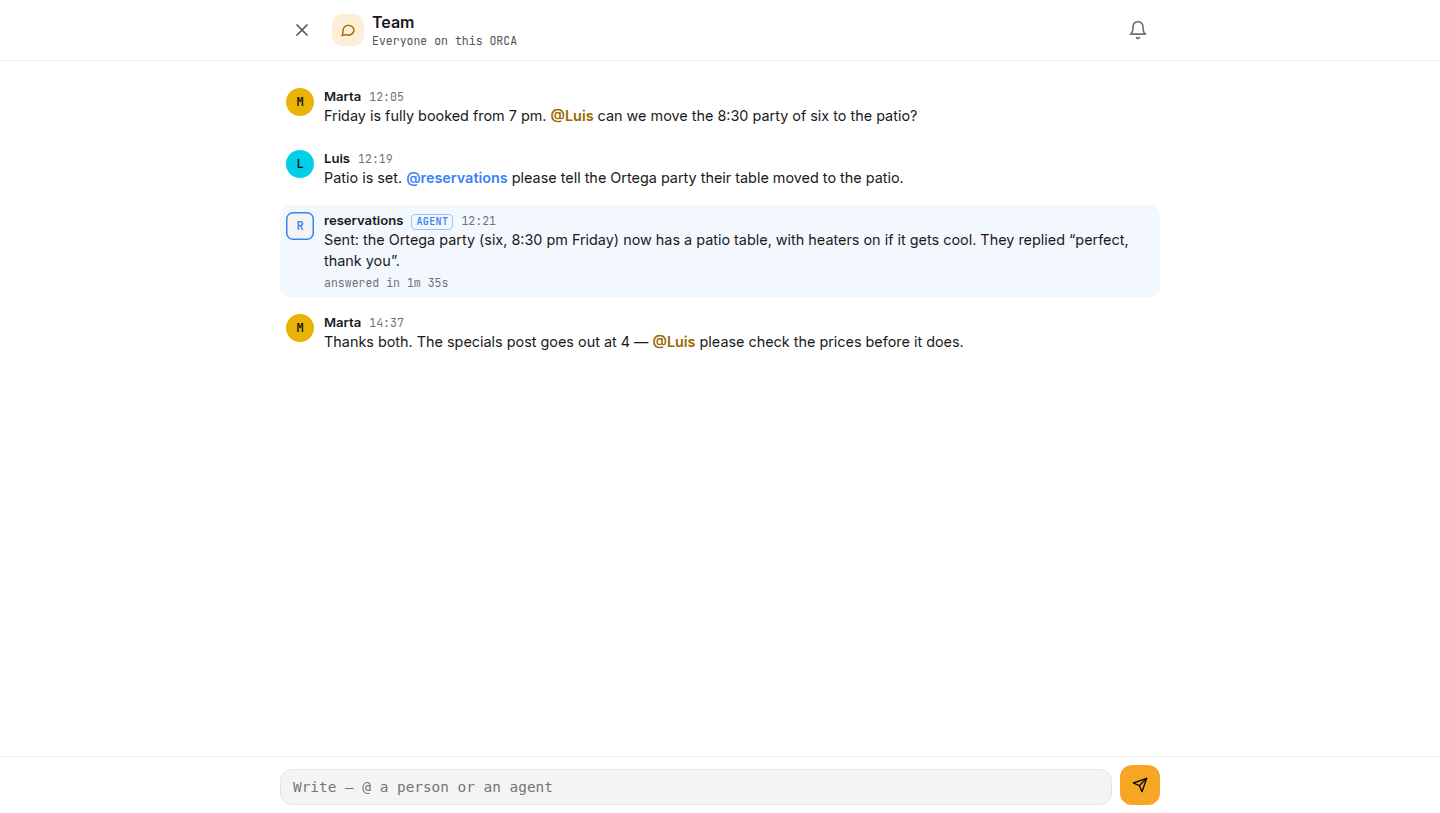 Team
Everyone on this ORCA
M
Marta 12:05
Friday is fully booked from 7 pm. @Luis can we move the 8:30 party of six to the patio?
L
Luis 12:19
Patio is set. @reservations please tell the Ortega party their table moved to the patio.
R
reservations AGENT 12:21
Sent: the Ortega party (six, 8:30 pm Friday) now has a patio table, with heaters on if it gets cool. They replied “perfect,
thank you”.
answered in 1m 35s
M
Marta 14:37
Thanks both. The specials post goes out at 4 — @Luis please check the prices before it does.
Write — @ a person or an agent